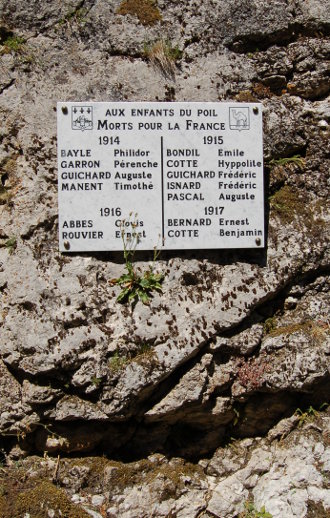 AUX ENFANTS DU POIL
MORTS POUR LA FRANCE
1914
BAYLE Philidor
GARRON Pérenche
GUICHARD Auguste
MANENT Timothè
1916
ABBES Clovis
ROUVIER Ernest
1915
BONDIL Emile
COTTE Hyppolite
GUICHARD Frédéric
ISNARD Frédéric
PASCAL Auguste
1917
BERNARD Ernest
COTTE Benjamin